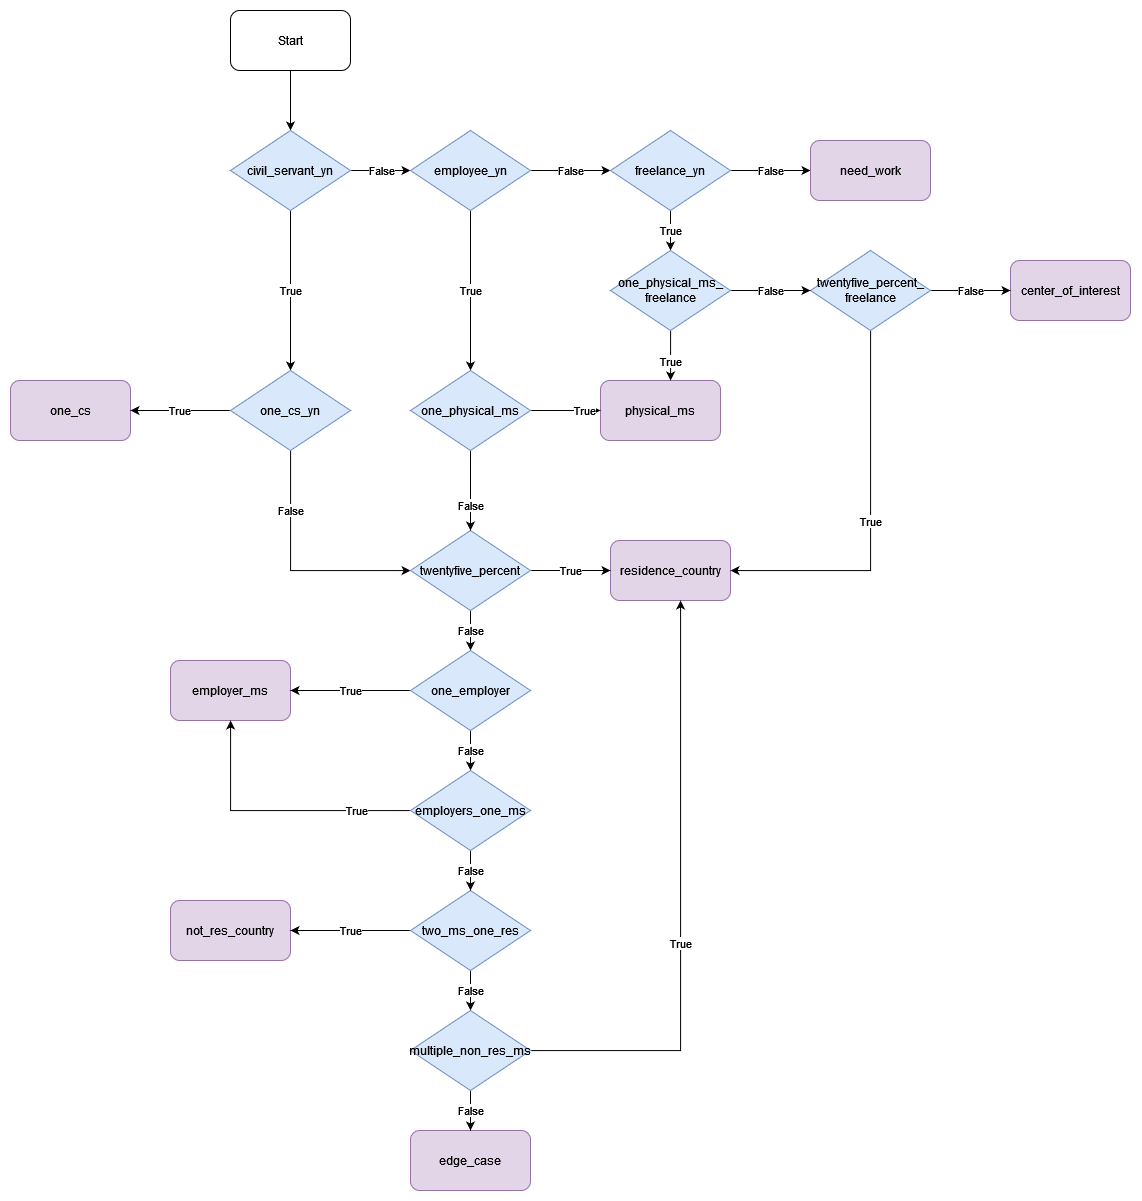 Start
civil_servant_yn
False
employee_yn
False
freelance_yn
False
need_work
True
True
True
one_physical_ms_
freelance
False
twentyfive_percent_
freelance
False
center_of_interest
True
one_cs
True
one_cs_yn
one_physical_ms
True
physical_ms
False
False
True
twentyfive_percent
True
residence_country
False
employer_ms
True
one_employer
False
True
employers_one_ms
False
not_res_country
True
two_ms_one_res
True
False
multiple_non_res_ms
False
edge_case